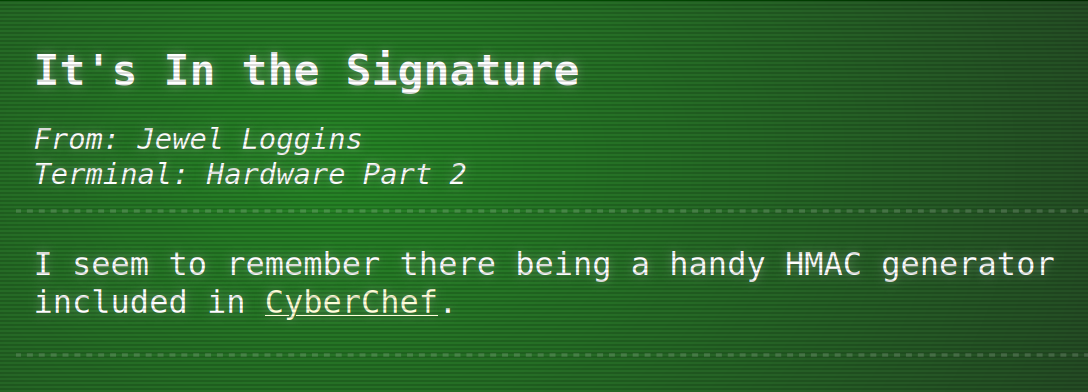 It's In the Signature
From: Jewel Loggins
Terminal: Hardware Part 2
I seem to remember there being a handy HMAC generator
included in CyberChef.